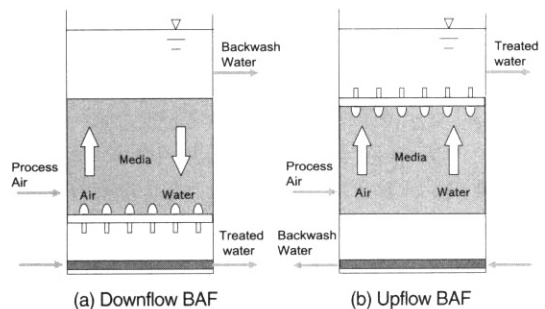 Backwash
Water
Media
Process
Air
Air
Water
Treated
water
(a) Downflow BAF
Treated
water
Media
Process
Air
Air
Water
Backwash
Water
(b) Upflow BAF